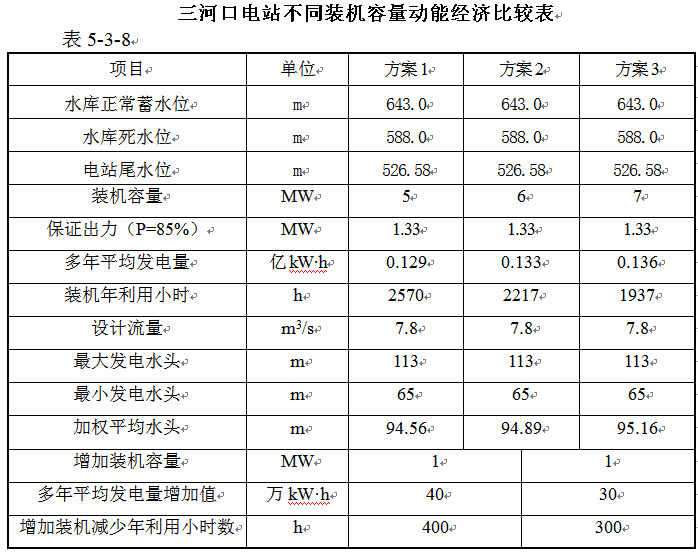 三河口电站不同装机容量动能经济比较表
表 5-3-8
项目 单位 方案1 方案2 方案3
水库正常蓄水位 m 643.0 643.0 643.0
水库死水位 m 588.0 588.0 588.0
电站尾水位 m 526.58 526.58 526.58
装机容量 MW 5 6 7
保证出力（P=85%） MW 1.33 1.33 1.33
多年平均发电量 亿kW·h 0.129 0.133 0.136
装机年利用小时 h 2570 2217 1937
设计流量 m³/s 7.8 7.8 7.8
最大发电水头 m 113 113 113
最小发电水头 m 65 65 65
加权平均水头 m 94.56 94.89 95.16
增加装机容量 MW 1 1
多年平均发电量增加值 万kW·h 40 30
增加装机减少年利用小时数 h 400 300